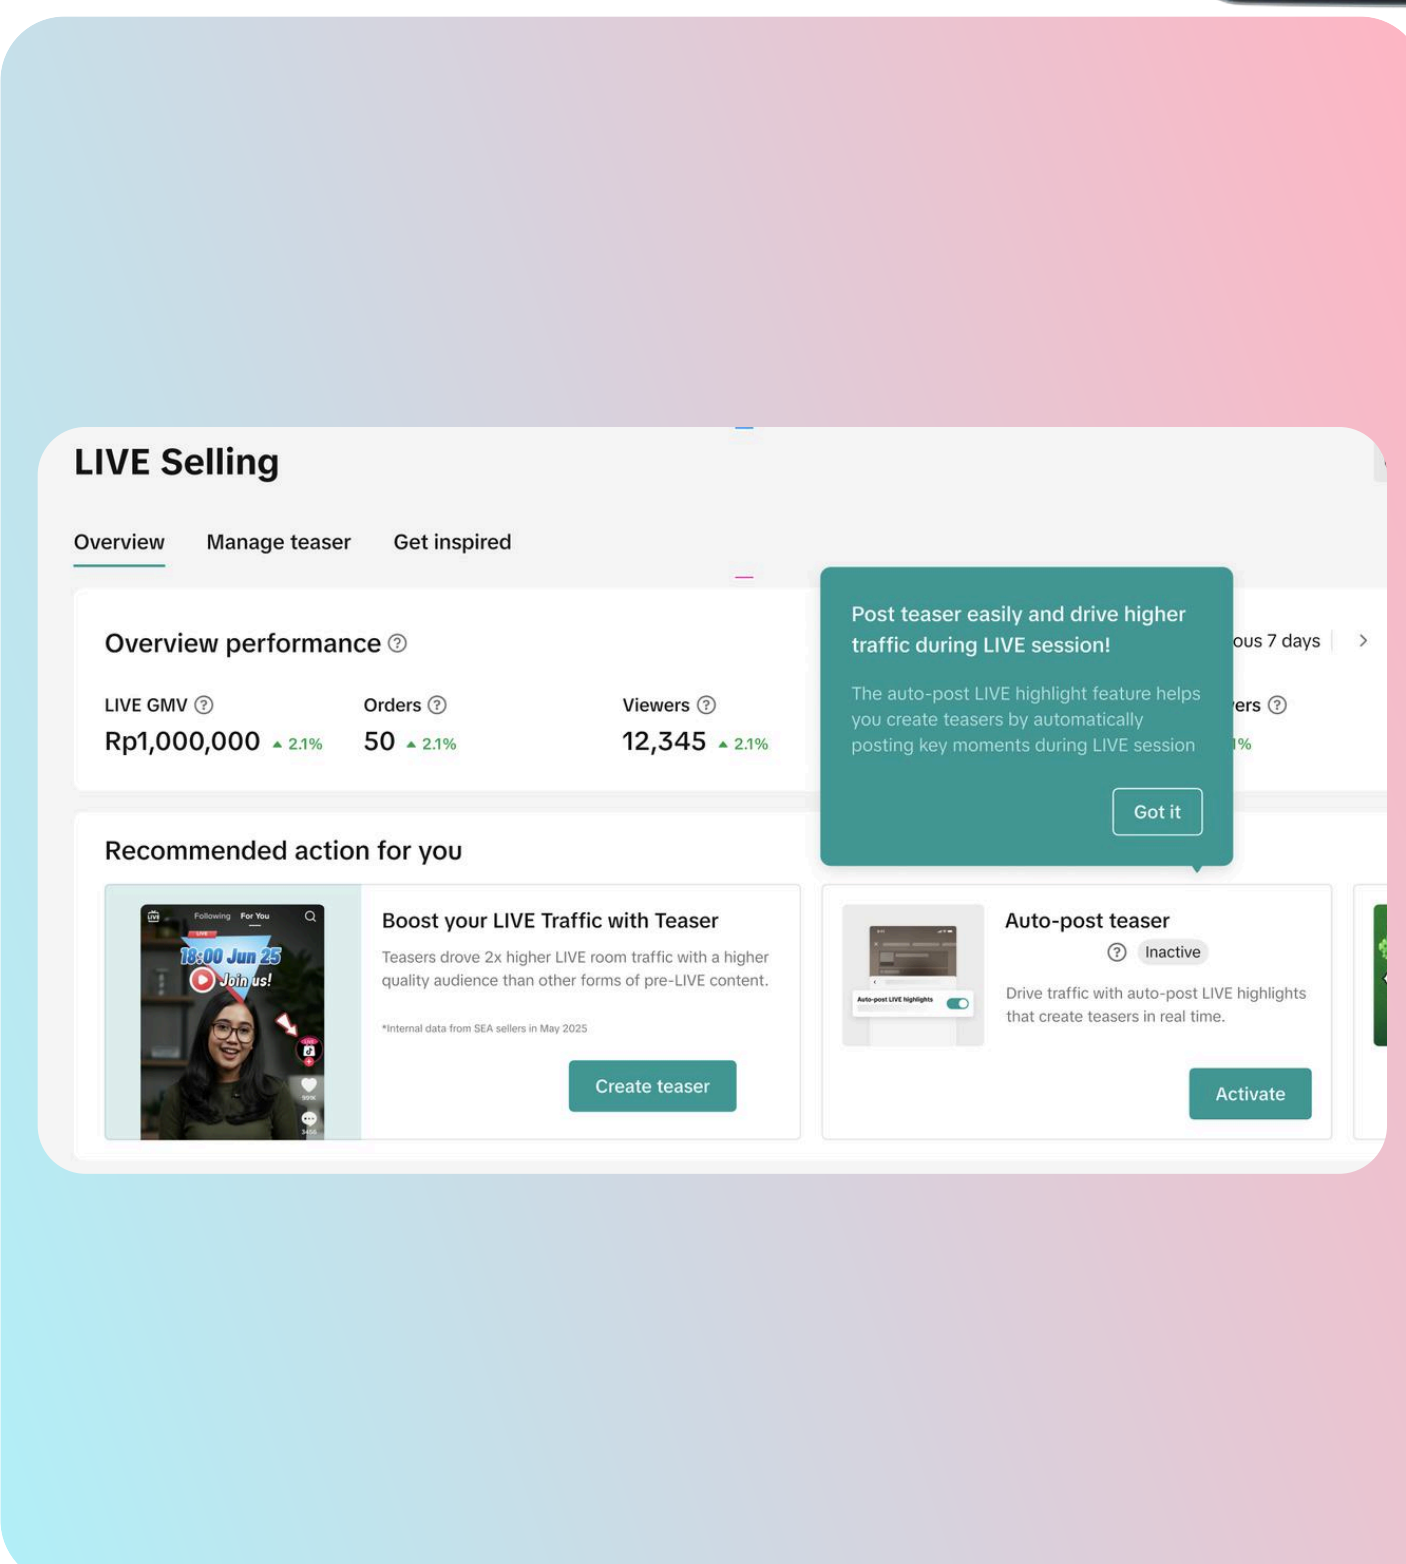 LIVE Selling
Overview Manage teaser Get inspired
Overview performance
LIVE GMV
Rp1,000,000 2.1%
Orders
50 2.1%
Viewers
12,345 2.1%
Post teaser easily and drive higher
traffic during LIVE session!
The auto-post LIVE highlight feature helps
you create teasers by automatically
posting key moments during LIVE session
Got it
7 days
Recommended action for you
LIVE
Following For You
LIVE
18:00 Jun 25
Join us!
Boost your LIVE Traffic with Teaser
Teasers drove 2x higher LIVE room traffic with a higher
quality audience than other forms of pre-LIVE content.
*Internal data from SEA sellers in May 2025
Create teaser
Auto-post LIVE highlights
Auto-post teaser
Inactive
Drive traffic with auto-post LIVE highlights
that create teasers in real time.
Activate